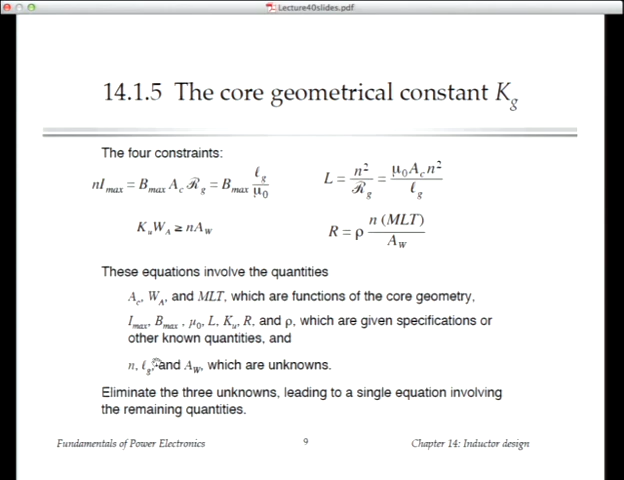 Lecture40slides.pdf
14.1.5 The core geometrical constant K_g
The four constraints:
nI_max = B_max A_c ℛ_g = B_max ℓ_g / μ_0
L = n² / ℛ_g = μ_0 A_c n² / ℓ_g
K_u W_A ≥ n A_W
R = ρ n (MLT) / A_W
These equations involve the quantities
A_c, W_A, and MLT, which are functions of the core geometry,
I_max, B_max, μ_0, L, K_u, R, and ρ, which are given specifications or
other known quantities, and
n, ℓ_g, and A_W, which are unknowns.
Eliminate the three unknowns, leading to a single equation involving
the remaining quantities.
Fundamentals of Power Electronics
9
Chapter 14: Inductor design